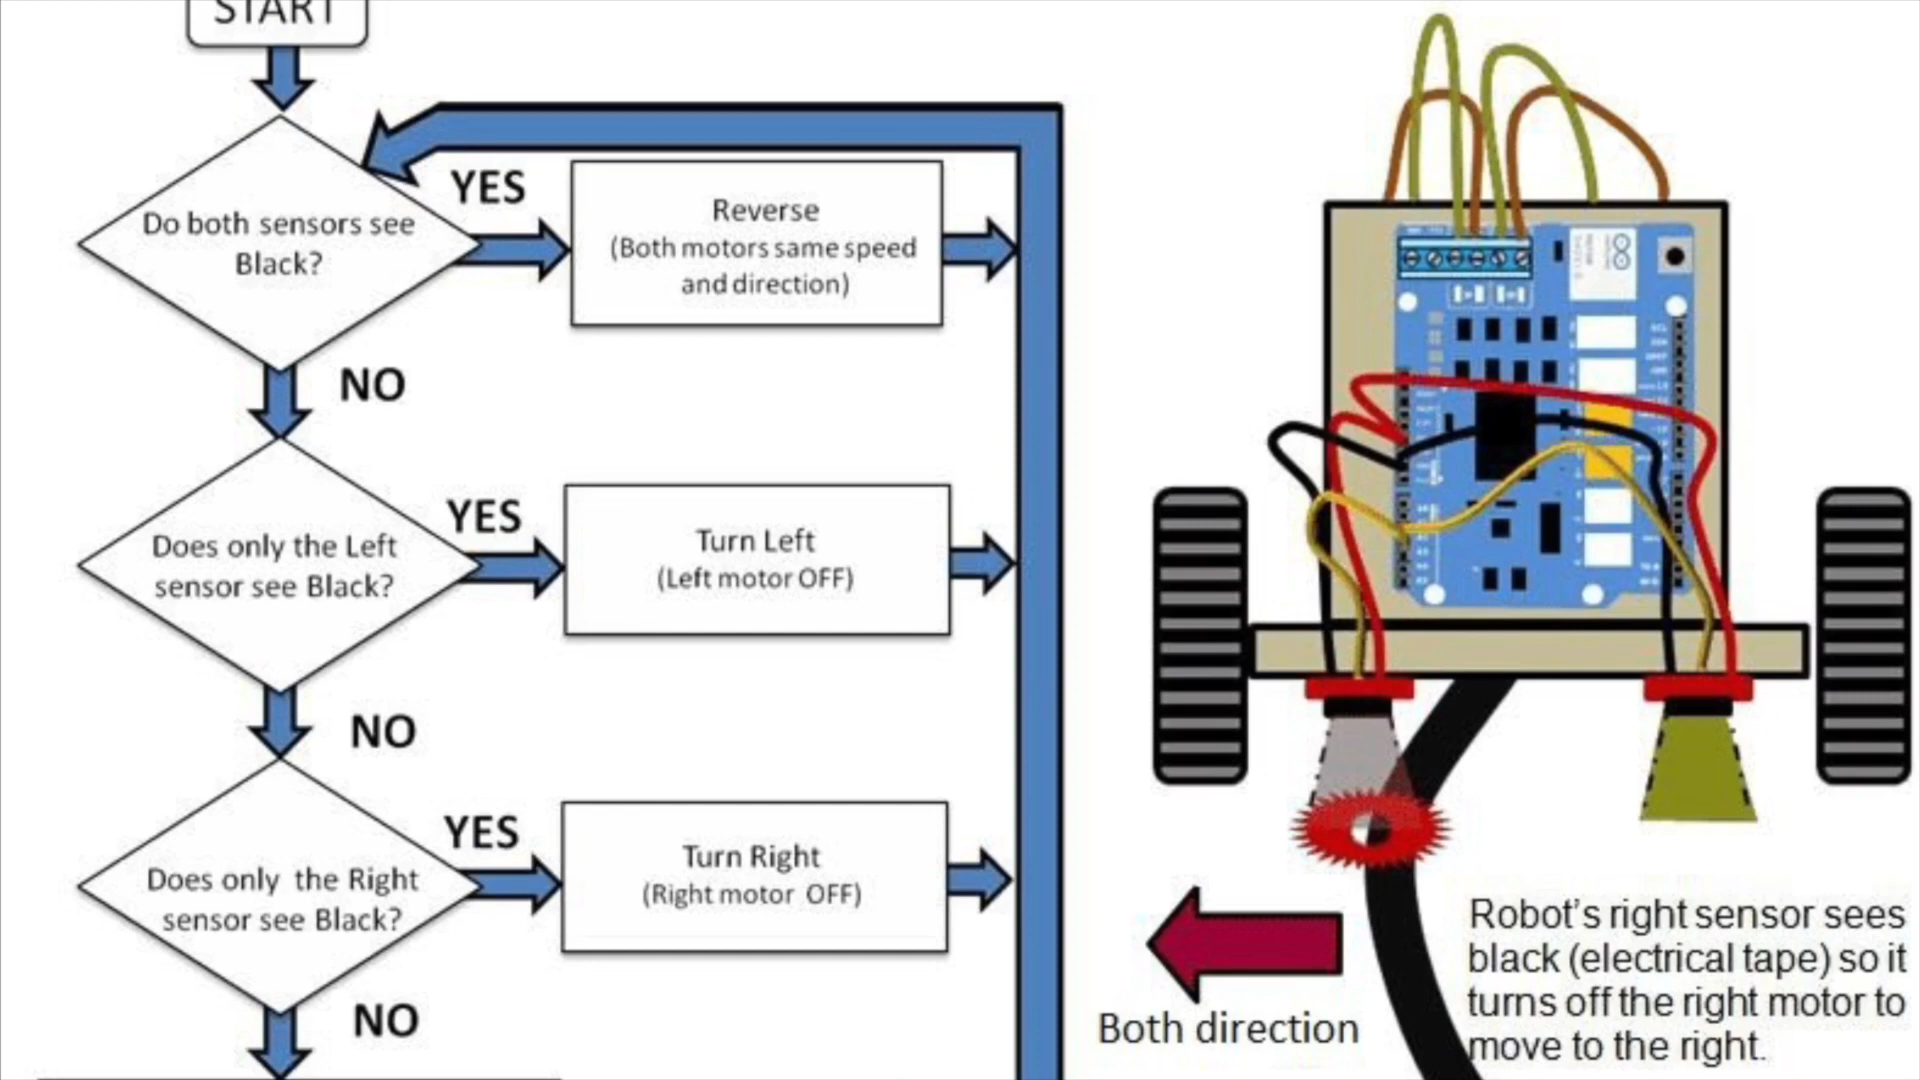 START
Do both sensors see
Black?
YES
Reverse
(Both motors same speed
and direction)
NO
Does only the Left
sensor see Black?
YES
Turn Left
(Left motor OFF)
NO
Does only the Right
sensor see Black?
YES
Turn Right
(Right motor OFF)
NO
Both direction
Robot's right sensor sees
black (electrical tape) so it
turns off the right motor to
move to the right.